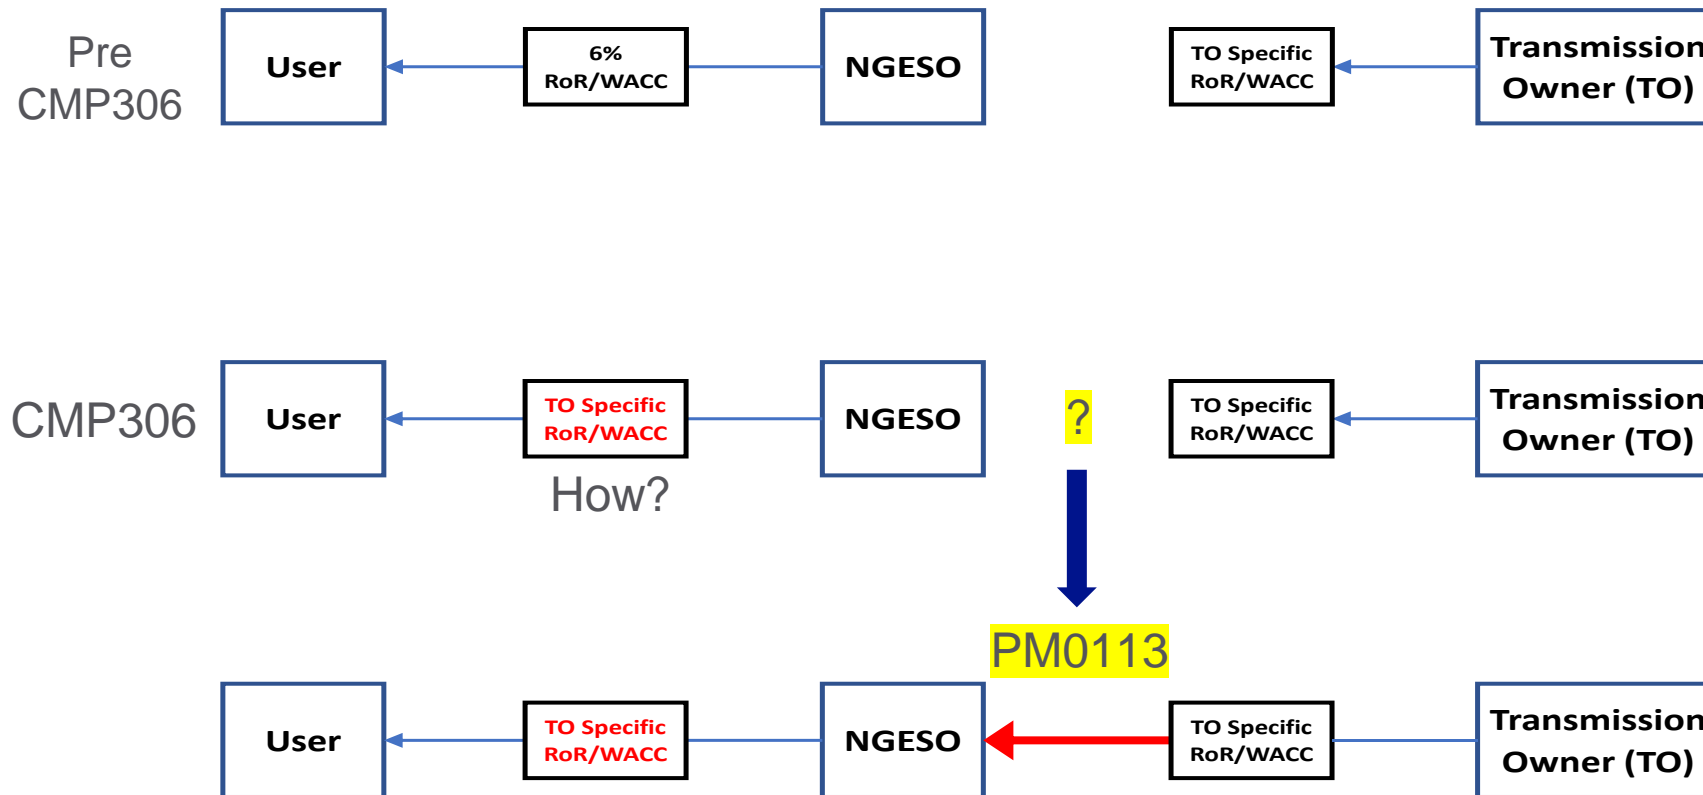 Pre
CMP306
User
6%
RoR/WACC
NGESO
TO Specific
RoR/WACC
Transmission
Owner (TO)
CMP306
User
TO Specific
RoR/WACC
How?
NGESO
?
TO Specific
RoR/WACC
Transmission
Owner (TO)
PM0113
User
TO Specific
RoR/WACC
NGESO
TO Specific
RoR/WACC
Transmission
Owner (TO)